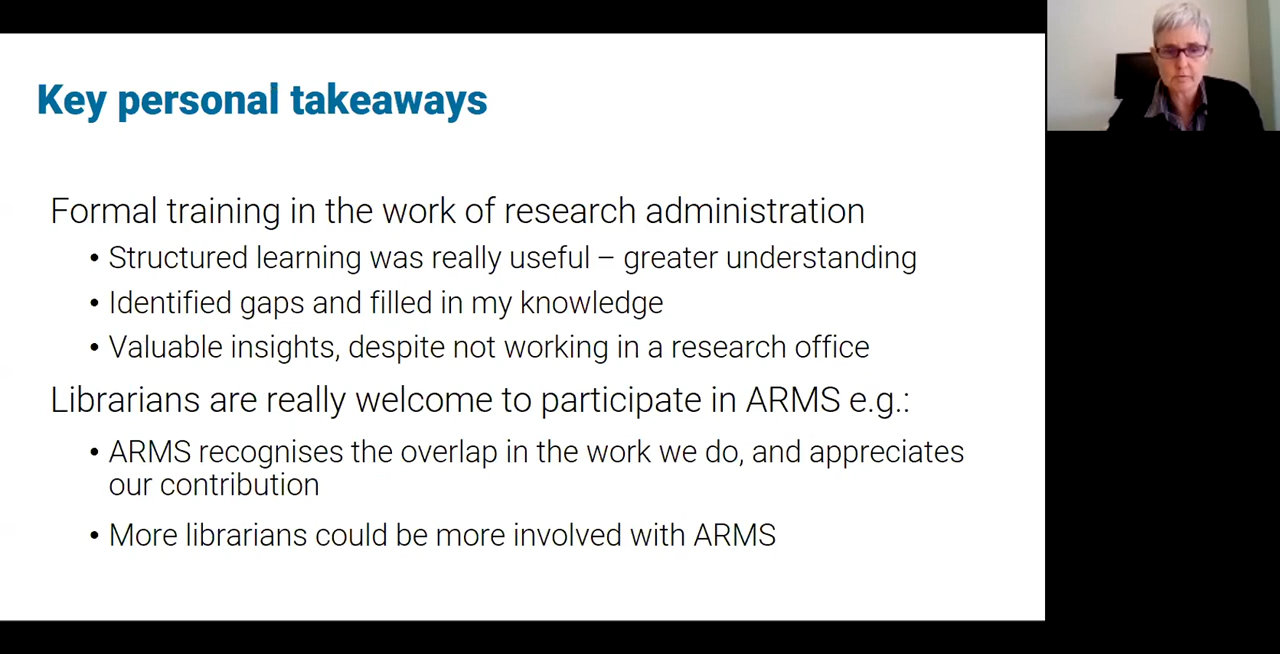 Key personal takeaways
Formal training in the work of research administration
• Structured learning was really useful – greater understanding
• Identified gaps and filled in my knowledge
• Valuable insights, despite not working in a research office
Librarians are really welcome to participate in ARMS e.g.:
• ARMS recognises the overlap in the work we do, and appreciates
our contribution
• More librarians could be more involved with ARMS